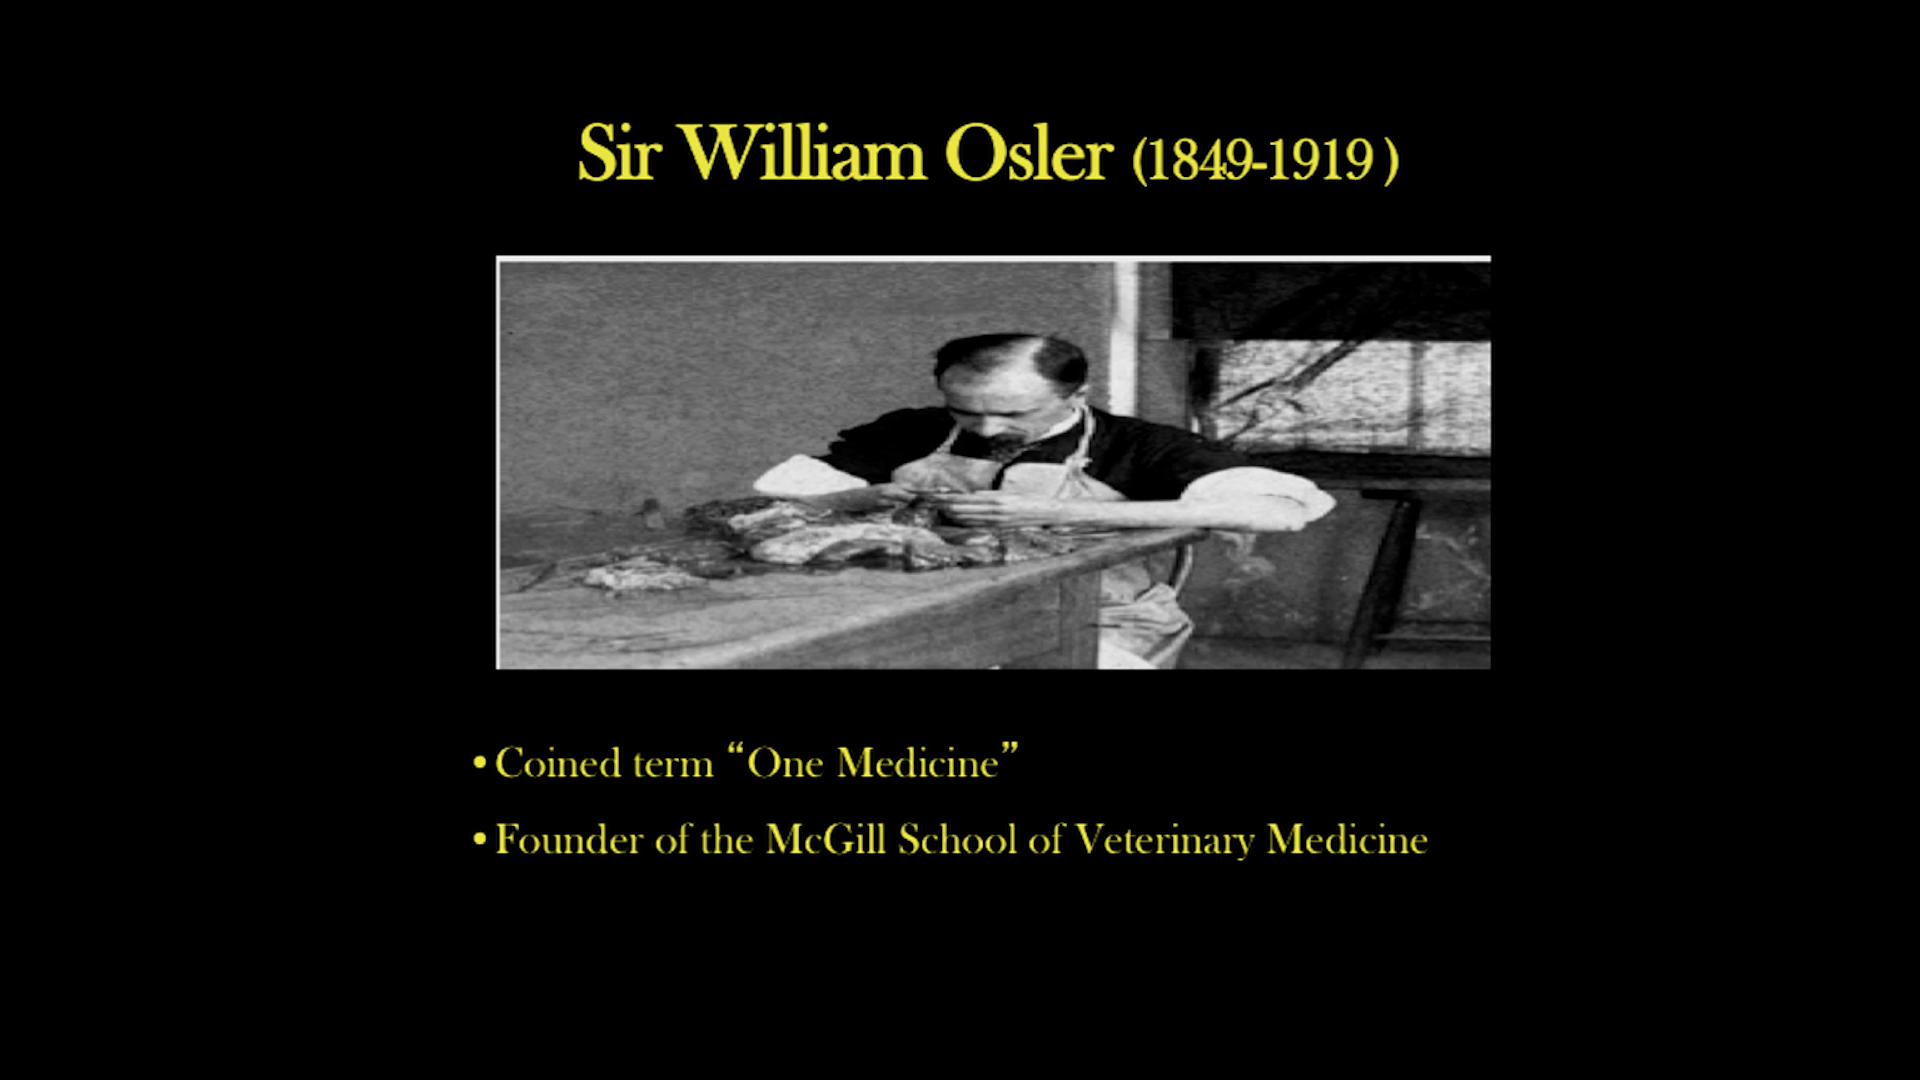 Sir William Osler (1849-1919 )
• Coined term “One Medicine”
• Founder of the McGill School of Veterinary Medicine